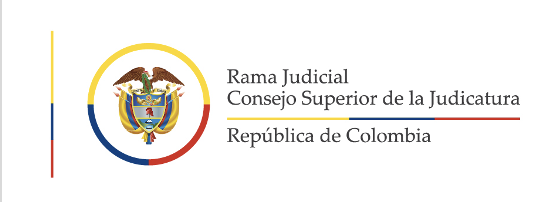 Rama Judicial
Consejo Superior de la Judicatura
República de Colombia